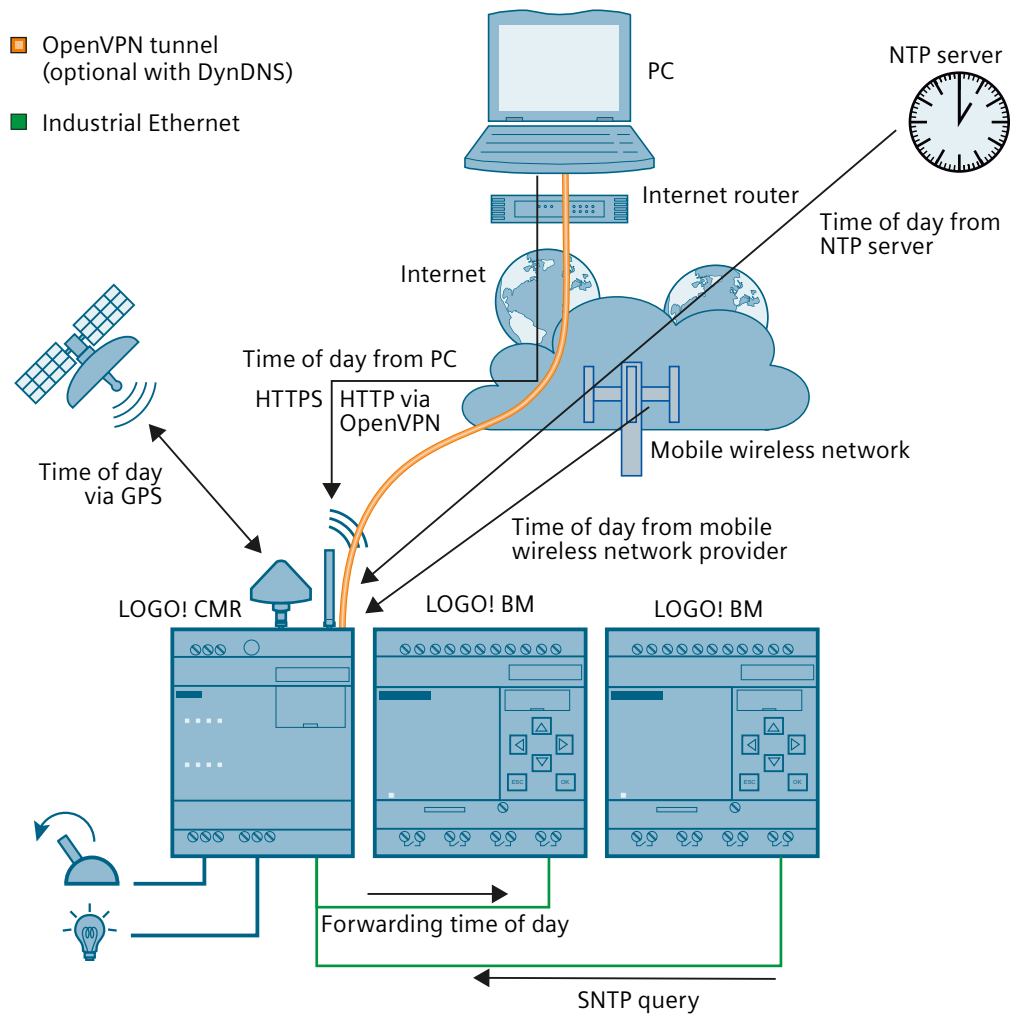 OpenVPN tunnel
(optional with DynDNS)
Industrial Ethernet
PC
NTP server
Internet router
Time of day from
NTP server
Internet
Time of day from PC
HTTPS
HTTP via
OpenVPN
Mobile wireless network
Time of day
via GPS
Time of day from mobile
wireless network provider
LOGO! CMR
LOGO! BM
LOGO! BM
ESC
OK
ESC
OK
Forwarding time of day
SNTP query